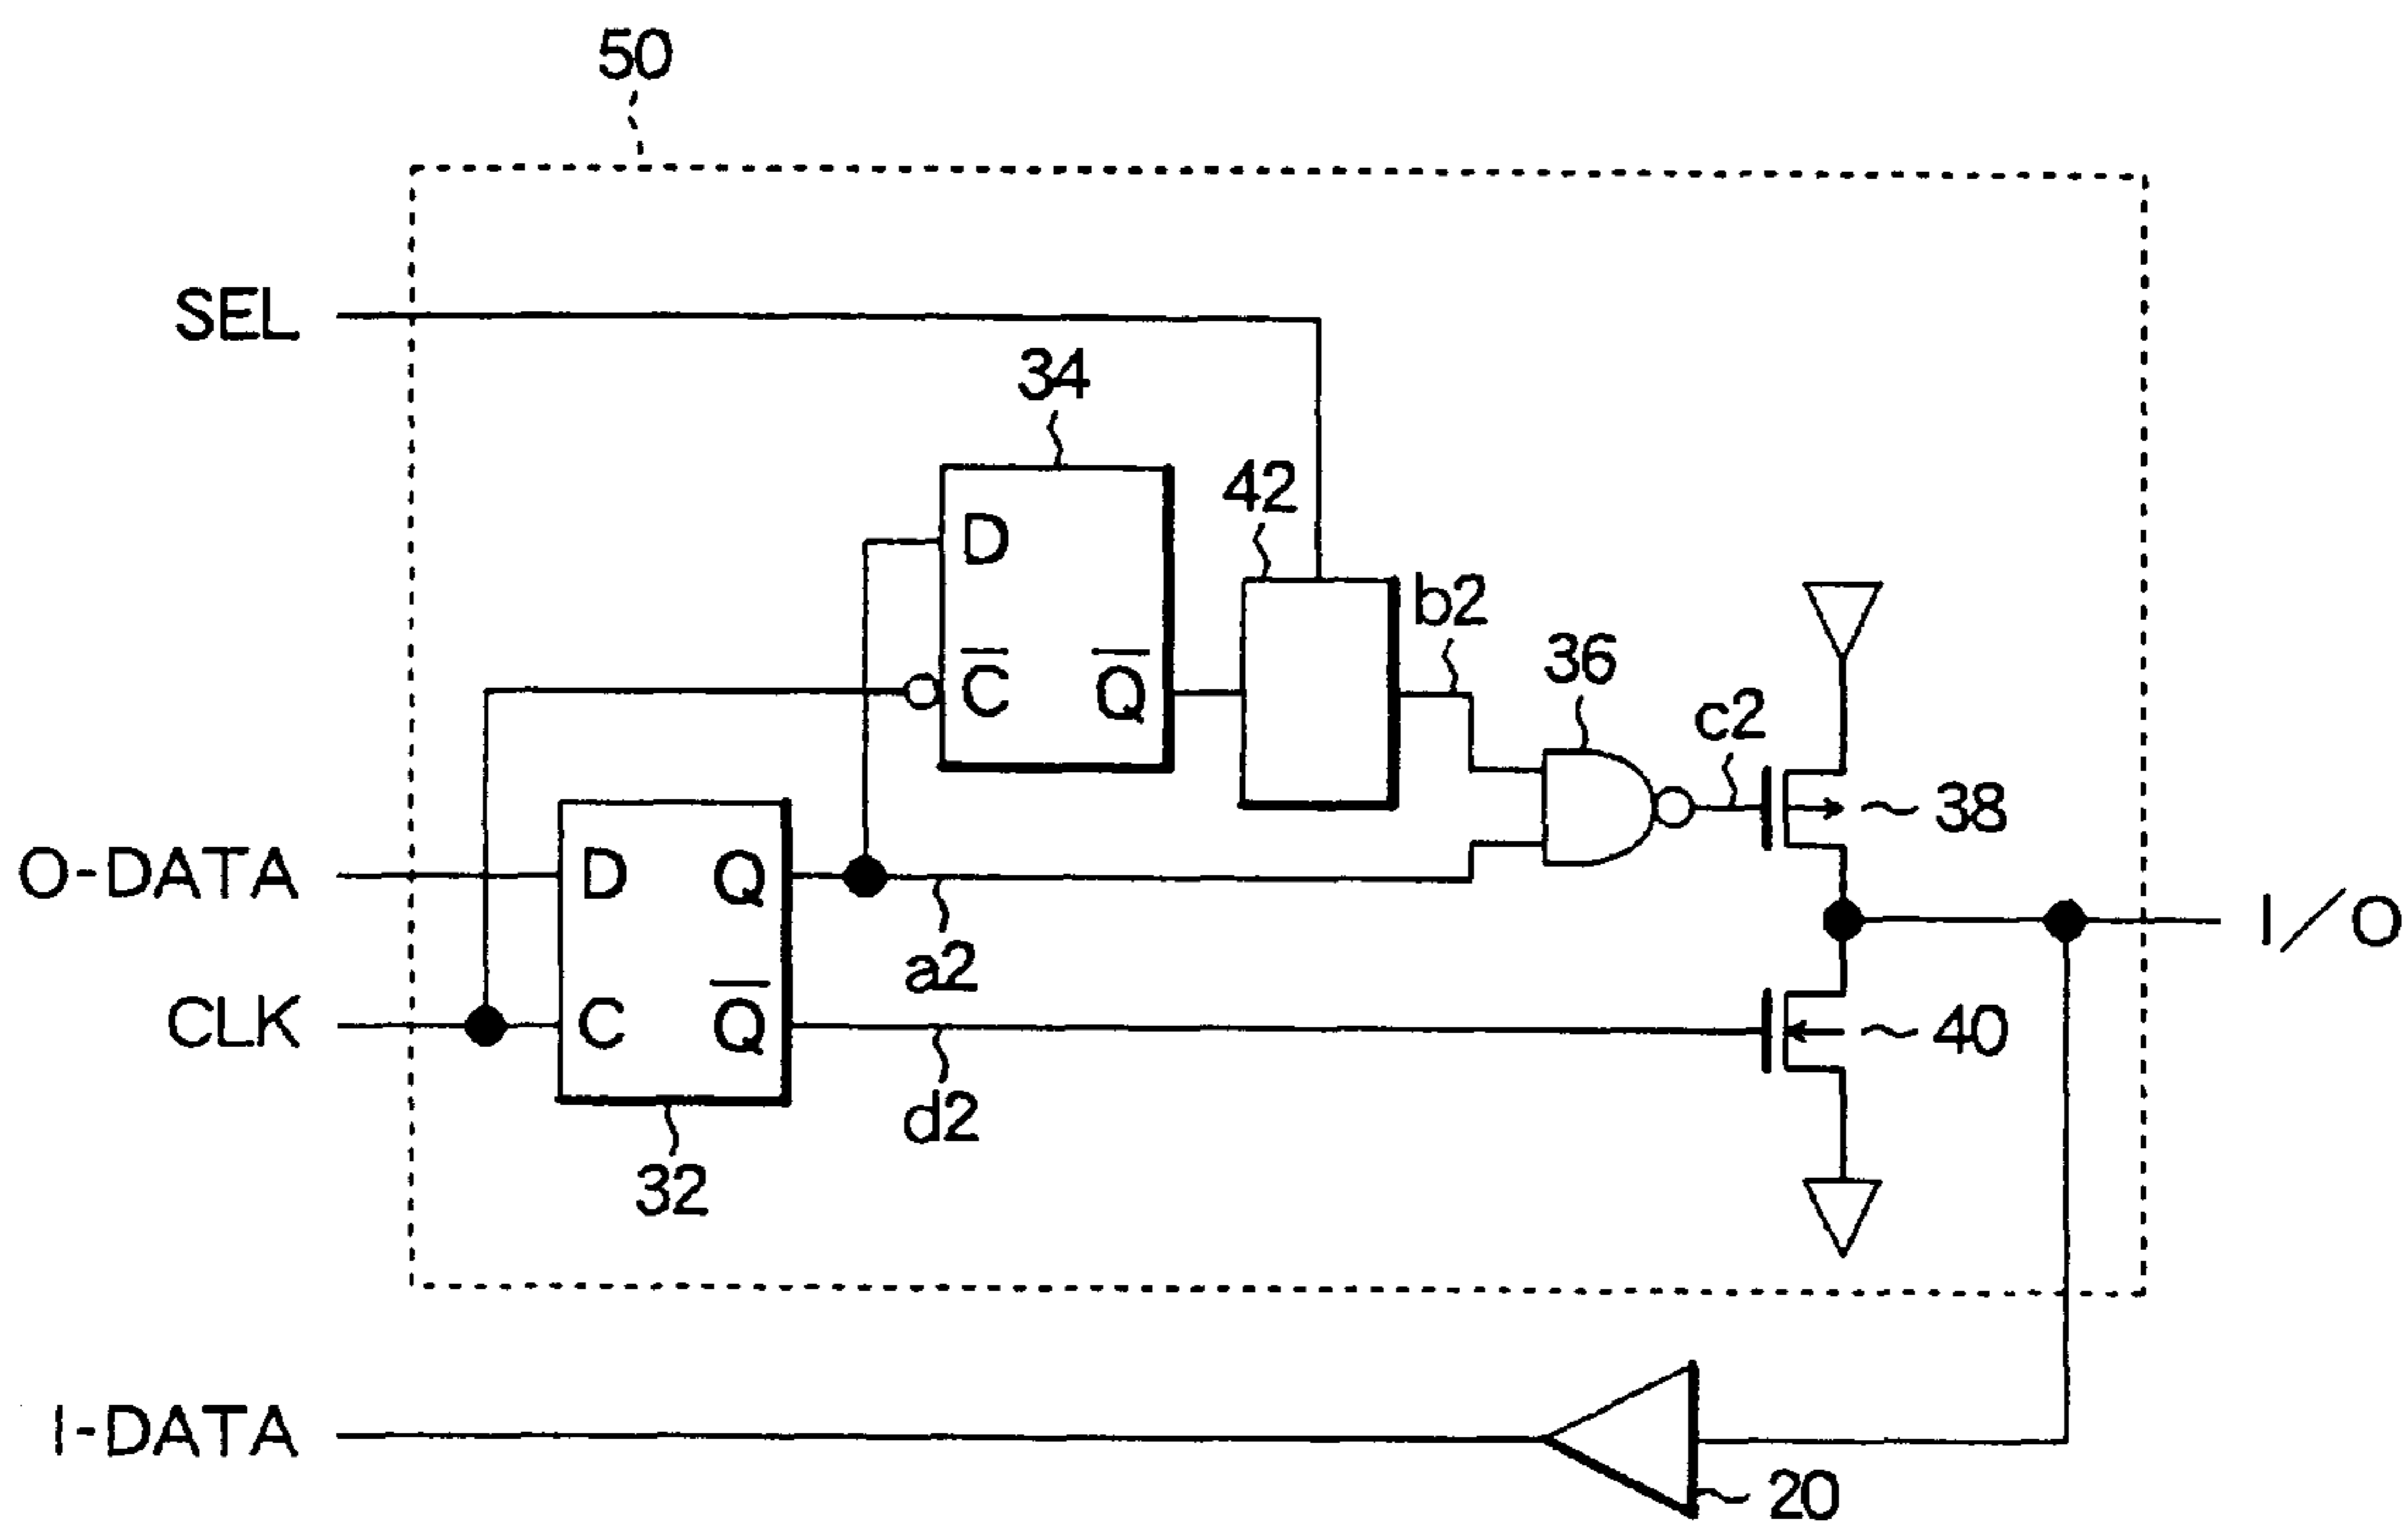 50
SEL
34
42
D
b2
C̅ Q̅
36
c2
38
O-DATA
D Q
I/O
a2
CLK
C Q̅
40
d2
32
I-DATA
20